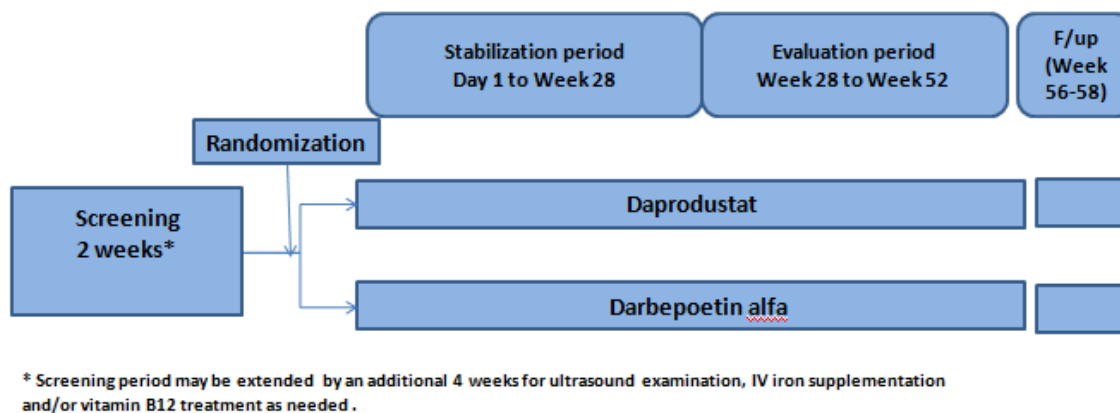 Stabilization period
Day 1 to Week 28
Evaluation period
Week 28 to Week 52
F/up
(Week
56-58)
Randomization
Screening
2 weeks*
Daprodustat
Darbepoetin alfa
* Screening period may be extended by an additional 4 weeks for ultrasound examination, IV iron supplementation
and/or vitamin B12 treatment as needed .